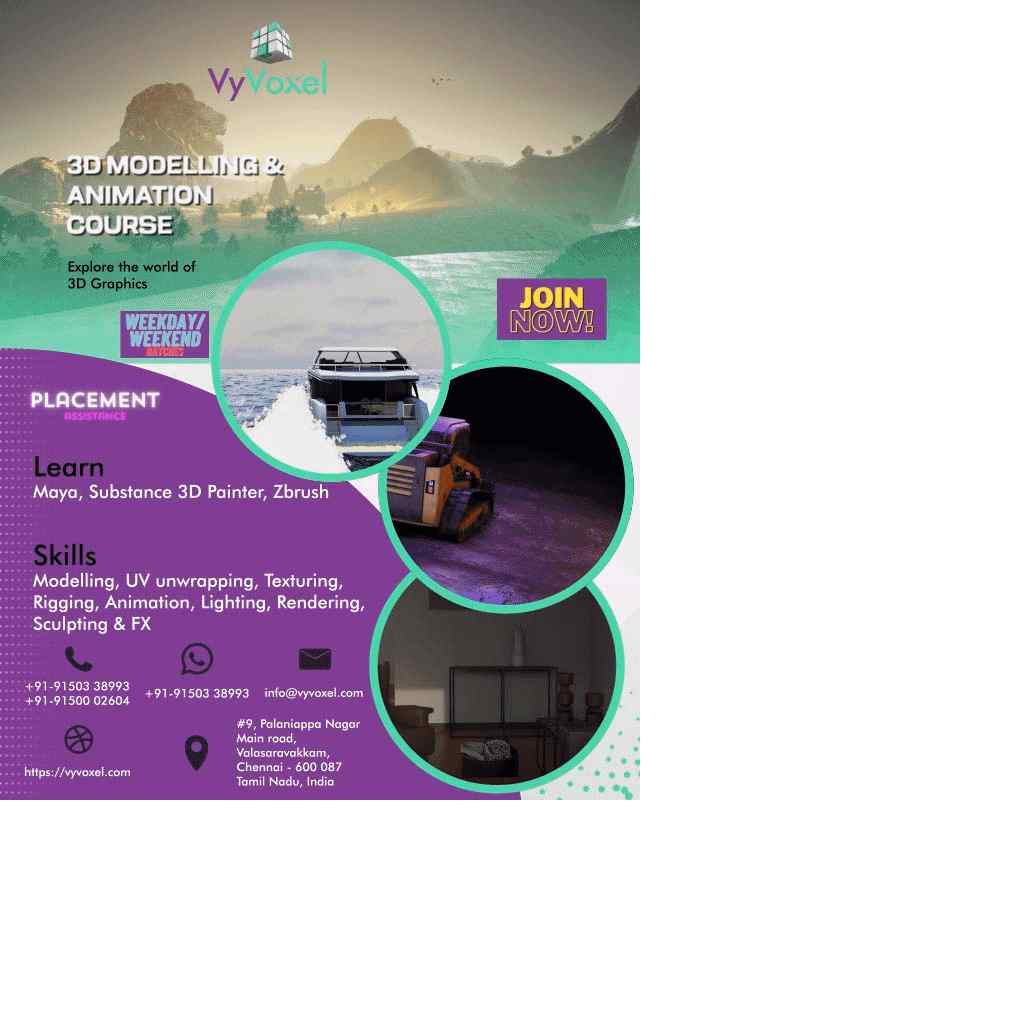 VyVoxel
3D MODELLING &
ANIMATION
COURSE
Explore the world of
3D Graphics
JOIN
NOW!
WEEKDAY/
WEEKEND
BATCHES
PLACEMENT
ASSISTANCE
Learn
Maya, Substance 3D Painter, Zbrush
Skills
Modelling, UV unwrapping, Texturing,
Rigging, Animation, Lighting, Rendering,
Sculpting & FX
+91-91503 38993
+91-91500 02604
+91-91503 38993
info@vyvoxel.com
https://vyvoxel.com
#9, Palaniappa Nagar
Main road,
Valasaravakkam,
Chennai - 600 087
Tamil Nadu, India